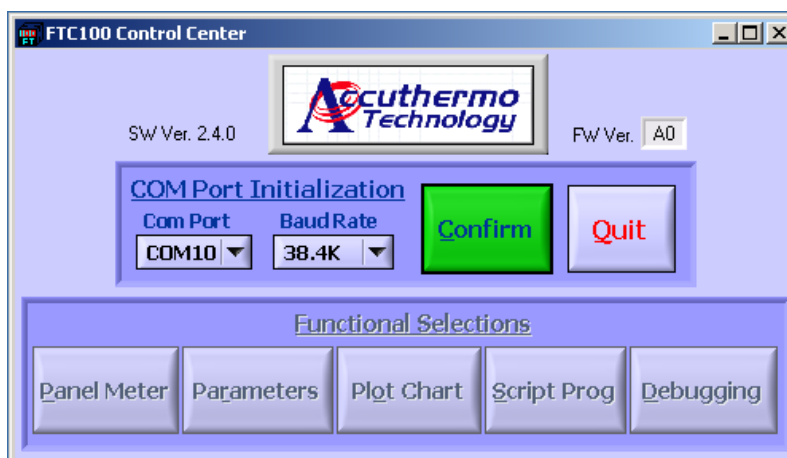 FTC100 Control Center
Accuthermo
Technology
SW Ver. 2.4.0
FW Ver. A0
COM Port Initialization
Com Port Baud Rate
COM10 38.4K
Confirm
Quit
Functional Selections
Panel Meter Parameters Plot Chart Script Prog Debugging